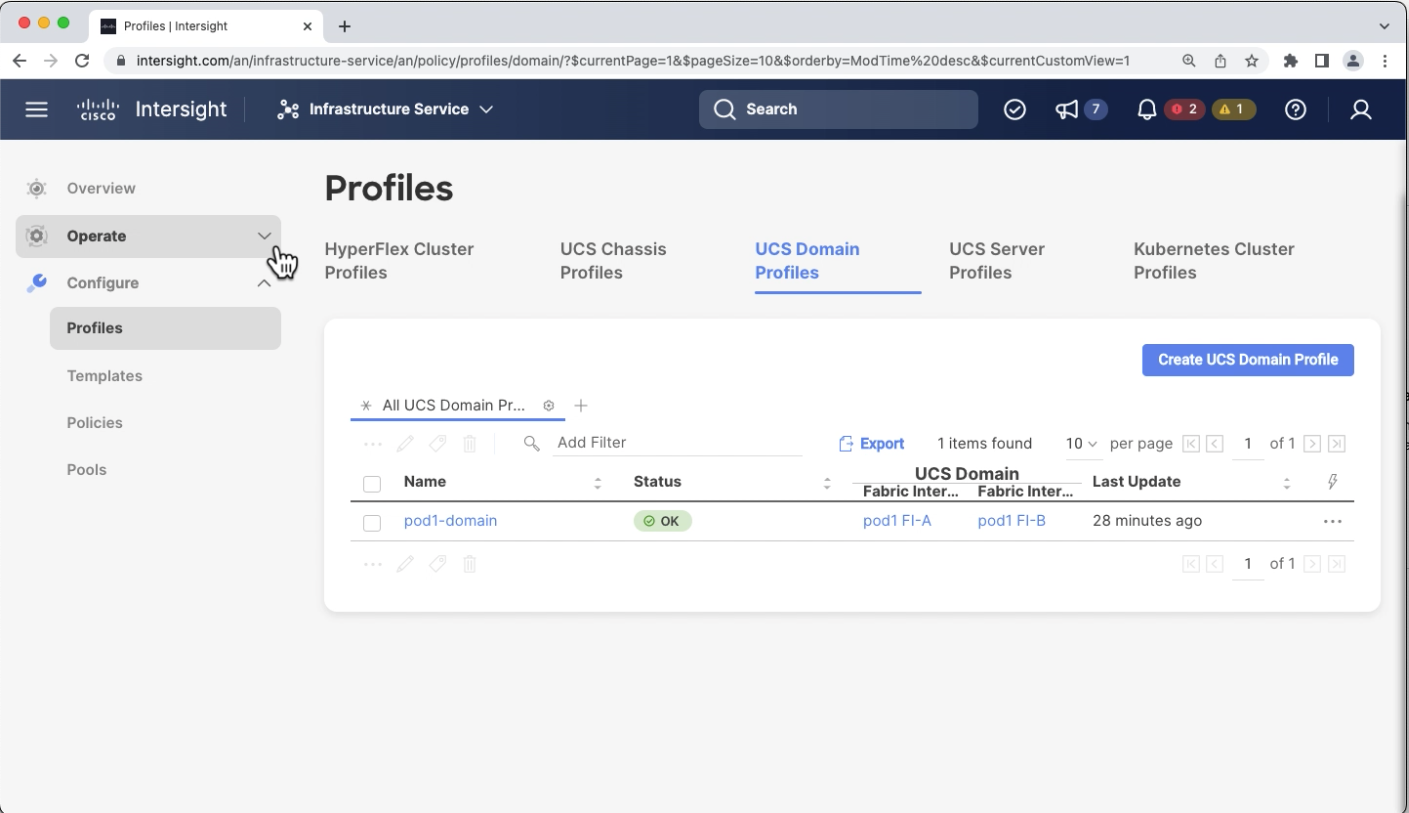 Profiles | Intersight
intersight.com/an/infrastructure-service/an/policy/profiles/domain/?$currentPage=1&$pageSize=10&$orderby=ModTime%20desc&$currentCustomView=1
cisco Intersight Infrastructure Service Search 7 2 1
Overview
Operate
Configure
Profiles
Templates
Policies
Pools
Profiles
HyperFlex Cluster
Profiles
UCS Chassis
Profiles
UCS Domain
Profiles
UCS Server
Profiles
Kubernetes Cluster
Profiles
Create UCS Domain Profile
All UCS Domain Pr...
Add Filter Export 1 items found 10 per page 1 of 1
UCS Domain
Name Status Fabric Inter... Fabric Inter... Last Update
pod1-domain OK pod1 FI-A pod1 FI-B 28 minutes ago
1 of 1